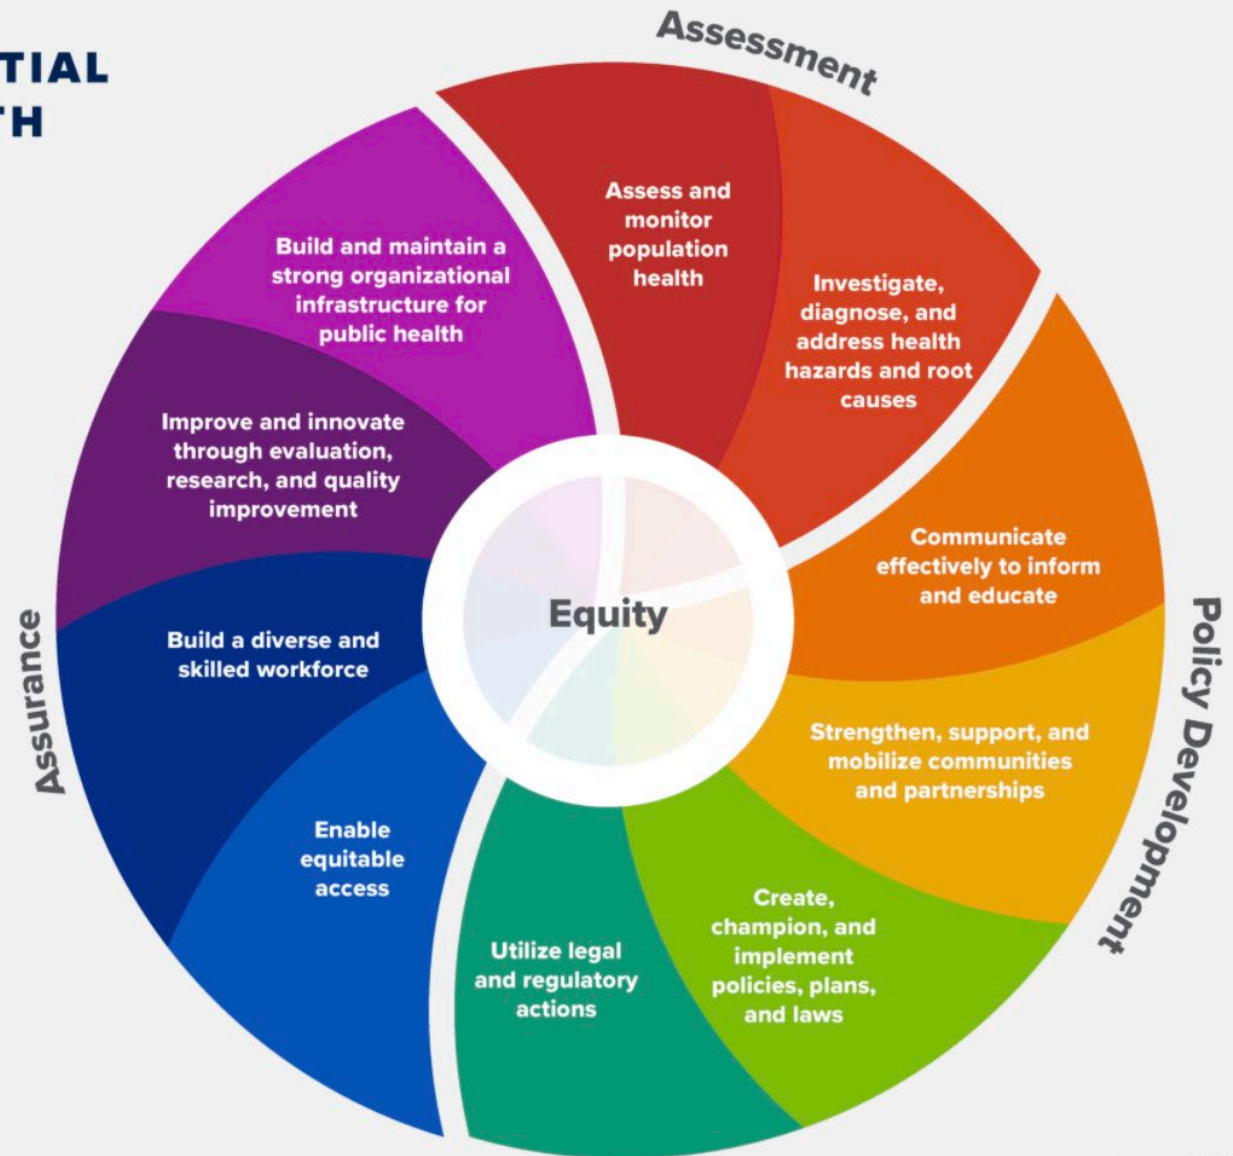 TIAL
TH
Assessment
Assess and
monitor
population
health
Investigate,
diagnose, and
address health
hazards and root
causes
Communicate
effectively to inform
and educate
Strengthen, support, and
mobilize communities
and partnerships
Policy Development
Create,
champion, and
implement
policies, plans,
and laws
Utilize legal
and regulatory
actions
Enable
equitable
access
Build a diverse and
skilled workforce
Assurance
Improve and innovate
through evaluation,
research, and quality
improvement
Build and maintain a
strong organizational
infrastructure for
public health
Equity